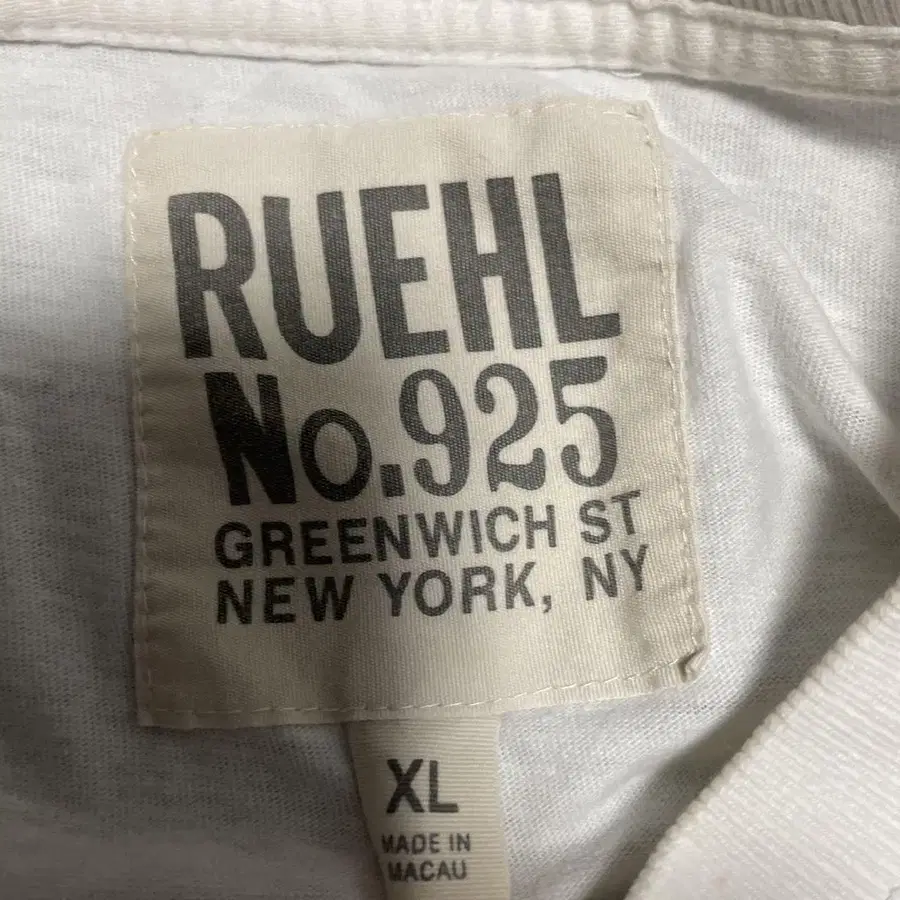 RUEHL
No.925
GREENWICH ST
NEW YORK, NY
XL
MADE IN
MACAU